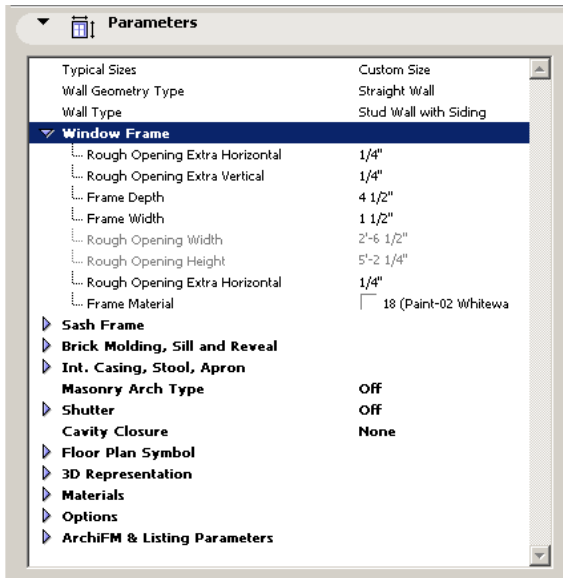 Parameters
Typical Sizes Custom Size
Wall Geometry Type Straight Wall
Wall Type Stud Wall with Siding
Window Frame
Rough Opening Extra Horizontal 1/4"
Rough Opening Extra Vertical 1/4"
Frame Depth 4 1/2"
Frame Width 1 1/2"
Rough Opening Width 2'-6 1/2"
Rough Opening Height 5'-2 1/4"
Rough Opening Extra Horizontal 1/4"
Frame Material 18 (Paint-02 Whitewa
Sash Frame
Brick Molding, Sill and Reveal
Int. Casing, Stool, Apron
Masonry Arch Type Off
Shutter Off
Cavity Closure None
Floor Plan Symbol
3D Representation
Materials
Options
ArchiFM & Listing Parameters